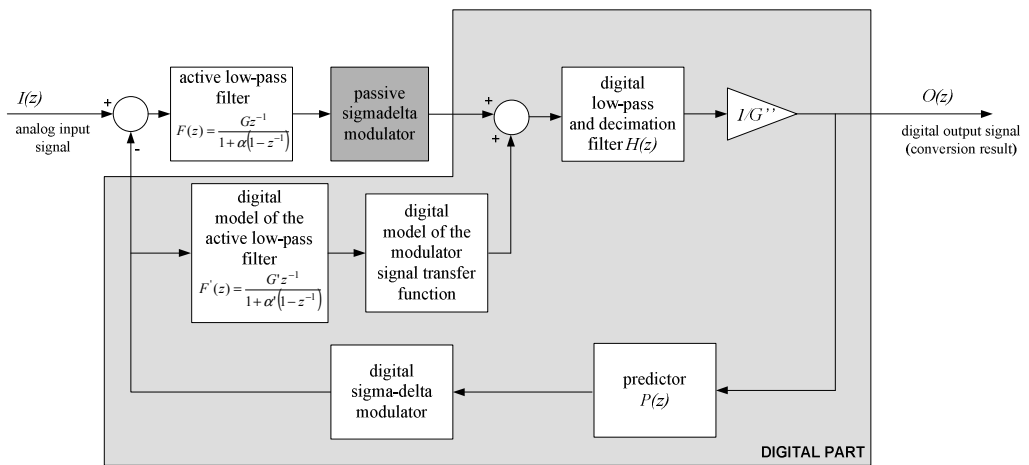 I(z)
analog input
signal
+
-
active low-pass
filter
F(z) = Gz⁻¹ / 1 + α(1 − z⁻¹)
passive
sigmadelta
modulator
+
+
digital
low-pass
and decimation
filter H(z)
1/G''
O(z)
digital output signal
(conversion result)
digital
model of the
active low-pass
filter
F'(z) = G'z⁻¹ / 1 + α'(1 − z⁻¹)
digital
model of the
modulator
signal transfer
function
digital
sigma-delta
modulator
predictor
P(z)
DIGITAL PART